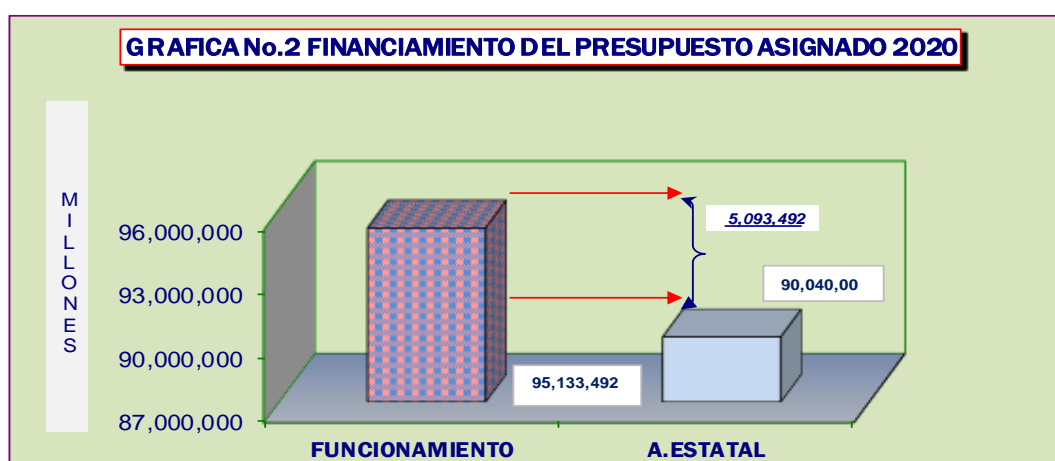 GRAFICA No.2 FINANCIAMIENTO DEL PRESUPUESTO ASIGNADO 2020
MILLONES
96,000,000
93,000,000
90,000,000
87,000,000
5,093,492
90,040,00
95,133,492
FUNCIONAMIENTO
A.ESTATAL